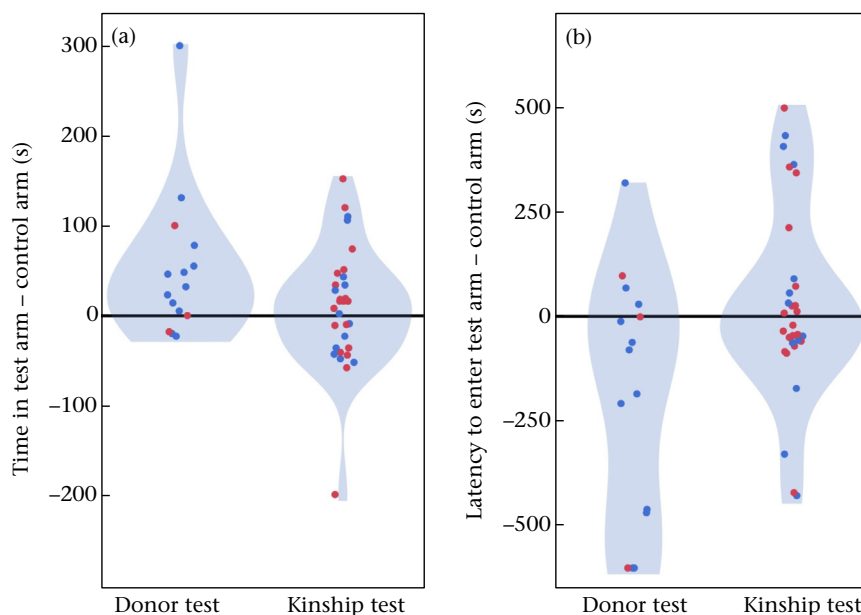 (a)
Time in test arm – control arm (s)
300
200
100
0
−100
−200
Donor test
Kinship test
(b)
Latency to enter test arm – control arm (s)
500
250
0
−250
−500
Donor test
Kinship test